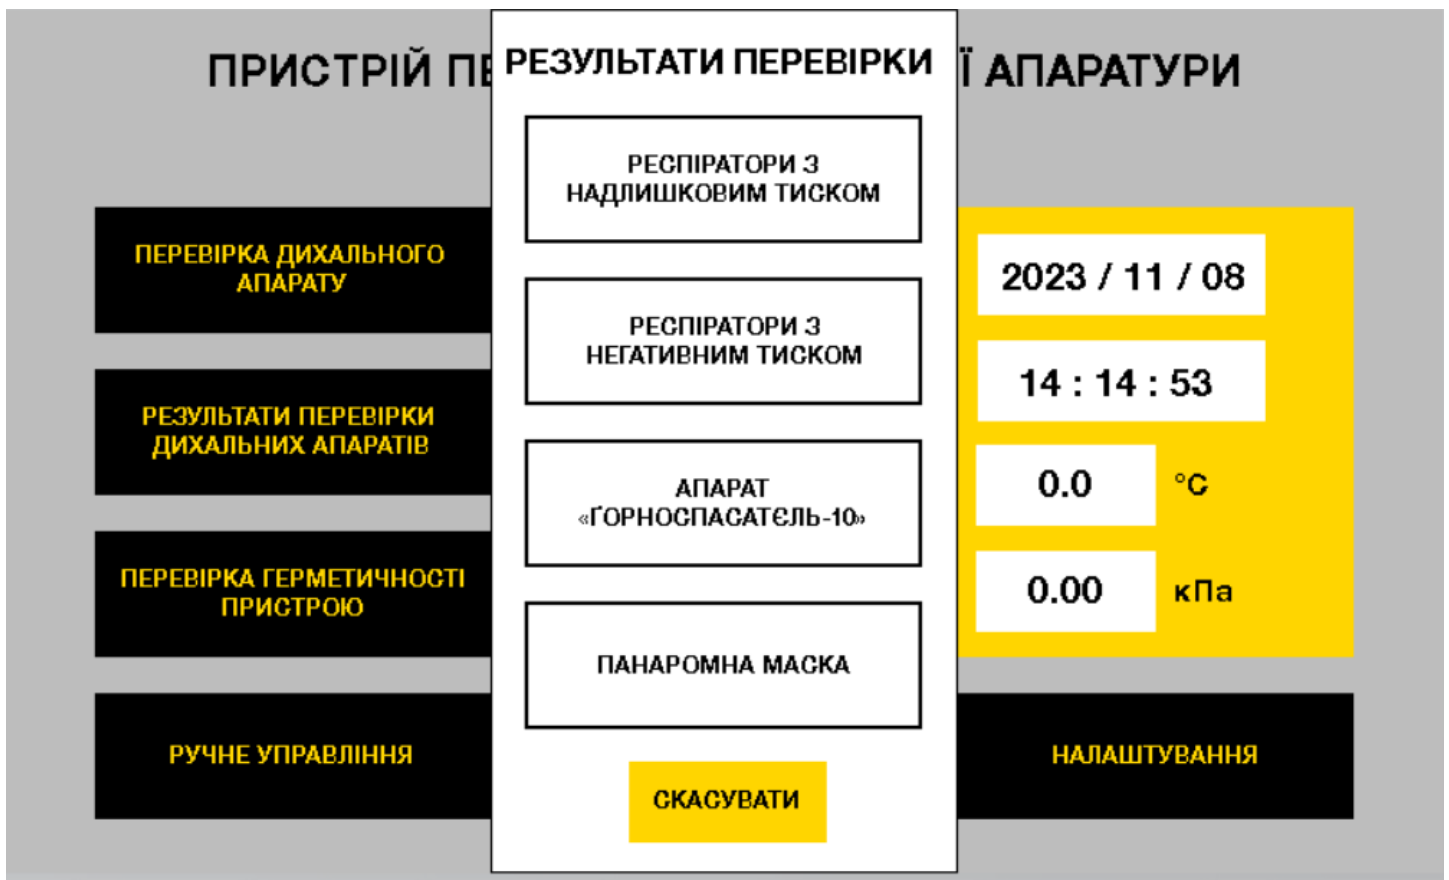 ПРИСТРІЙ ПЕ
Ї АПАРАТУРИ
РЕЗУЛЬТАТИ ПЕРЕВІРКИ
РЕСПІРАТОРИ З
НАДЛИШКОВИМ ТИСКОМ
РЕСПІРАТОРИ З
НЕГАТИВНИМ ТИСКОМ
АПАРАТ
«ҐОРНОСПАСАТЄЛЬ-10»
ПАНАРОМНА МАСКА
СКАСУВАТИ
ПЕРЕВІРКА ДИХАЛЬНОГО
АПАРАТУ
РЕЗУЛЬТАТИ ПЕРЕВІРКИ
ДИХАЛЬНИХ АПАРАТІВ
ПЕРЕВІРКА ГЕРМЕТИЧНОСТІ
ПРИСТРОЮ
РУЧНЕ УПРАВЛІННЯ
2023 / 11 / 08
14 : 14 : 53
0.0 °C
0.00 кПа
НАЛАШТУВАННЯ